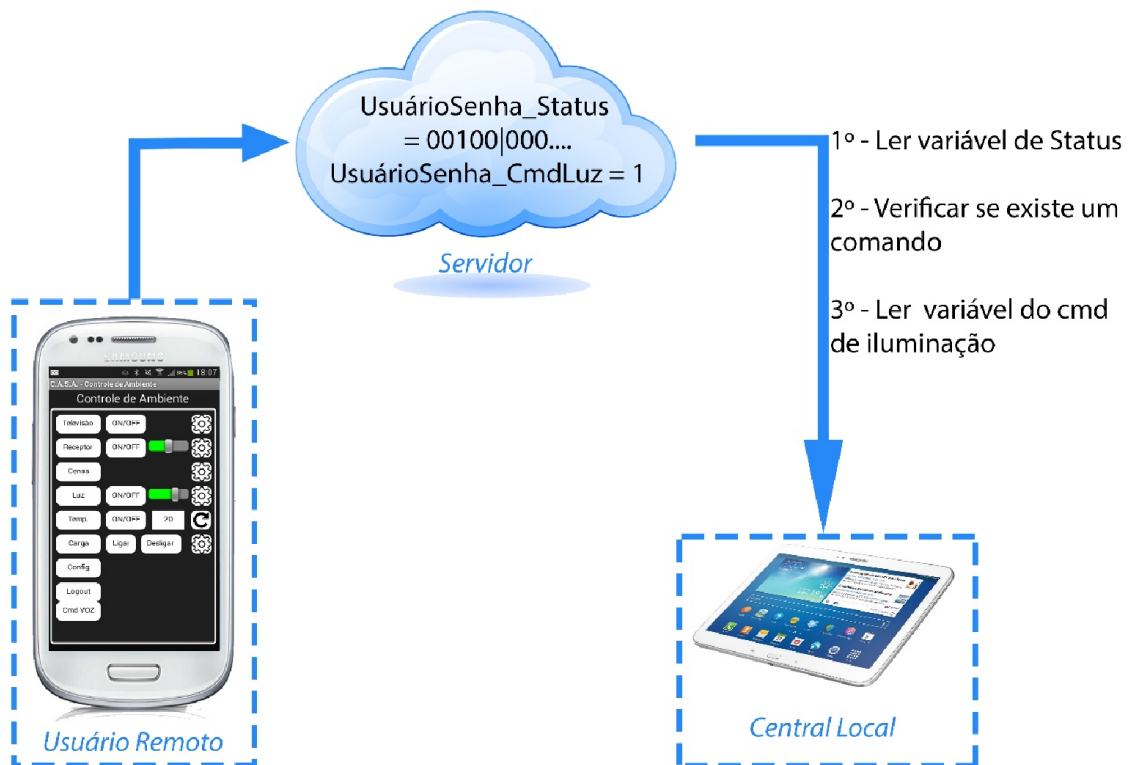 UsuárioSenha_Status
= 00100|000....
UsuárioSenha_CmdLuz = 1
Servidor
1º - Ler variável de Status
2º - Verificar se existe um
comando
3º - Ler variável do cmd
de iluminação
SAMSUNG
18:07
C.A.S.A. - Controle de Ambiente
Controle de Ambiente
Televisão ON/OFF
Receptor ON/OFF
Cenas
Luz ON/OFF
Temp. ON/OFF 20
Carga Ligar Desligar
Config
Logout
Cmd VOZ
Usuário Remoto
Central Local